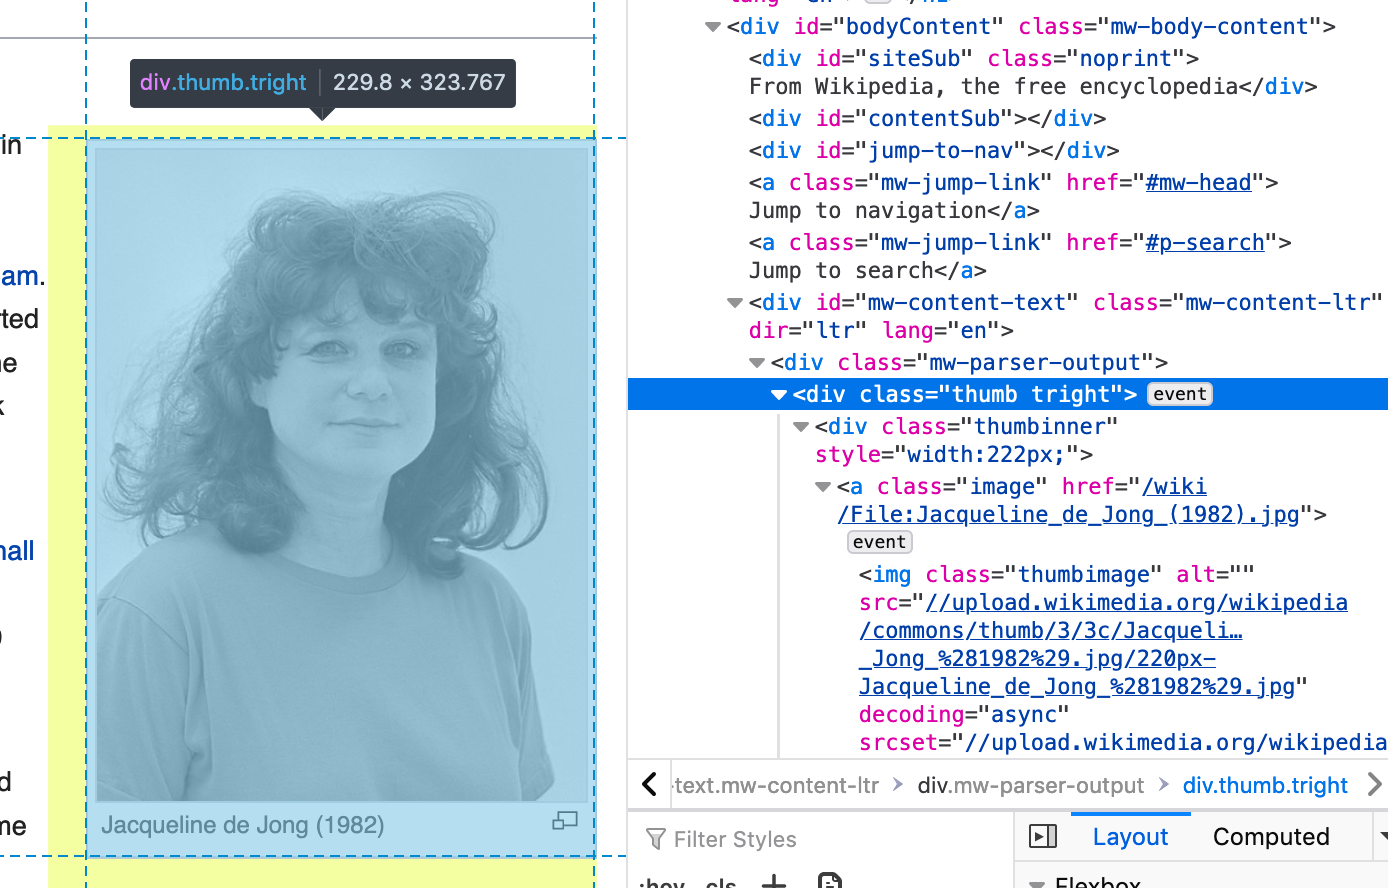 <div id="bodyContent" class="mw-body-content">
<div id="siteSub" class="noprint">
From Wikipedia, the free encyclopedia</div>
<div id="contentSub"></div>
<div id="jump-to-nav"></div>
<a class="mw-jump-link" href="#mw-head">
Jump to navigation</a>
<a class="mw-jump-link" href="#p-search">
Jump to search</a>
<div id="mw-content-text" class="mw-content-ltr"
dir="ltr" lang="en">
<div class="mw-parser-output">
<div class="thumb tright"> event
<div class="thumbinner"
style="width:222px;">
<a class="image" href="/wiki
/File:Jacqueline_de_Jong_(1982).jpg">
event
<img class="thumbimage" alt=""
src="//upload.wikimedia.org/wikipedia
/commons/thumb/3/3c/Jacqueli…
_Jong_%281982%29.jpg/220px-
Jacqueline_de_Jong_%281982%29.jpg"
decoding="async"
srcset="//upload.wikimedia.org/wikipedia
-text.mw-content-ltr div.mw-parser-output div.thumb.tright
Filter Styles
Layout Computed
:hov .cls +
Flexbox
div.thumb.tright 229.8 × 323.767
in
am.
rted
ne
k
hall
d
me
Jacqueline de Jong (1982)